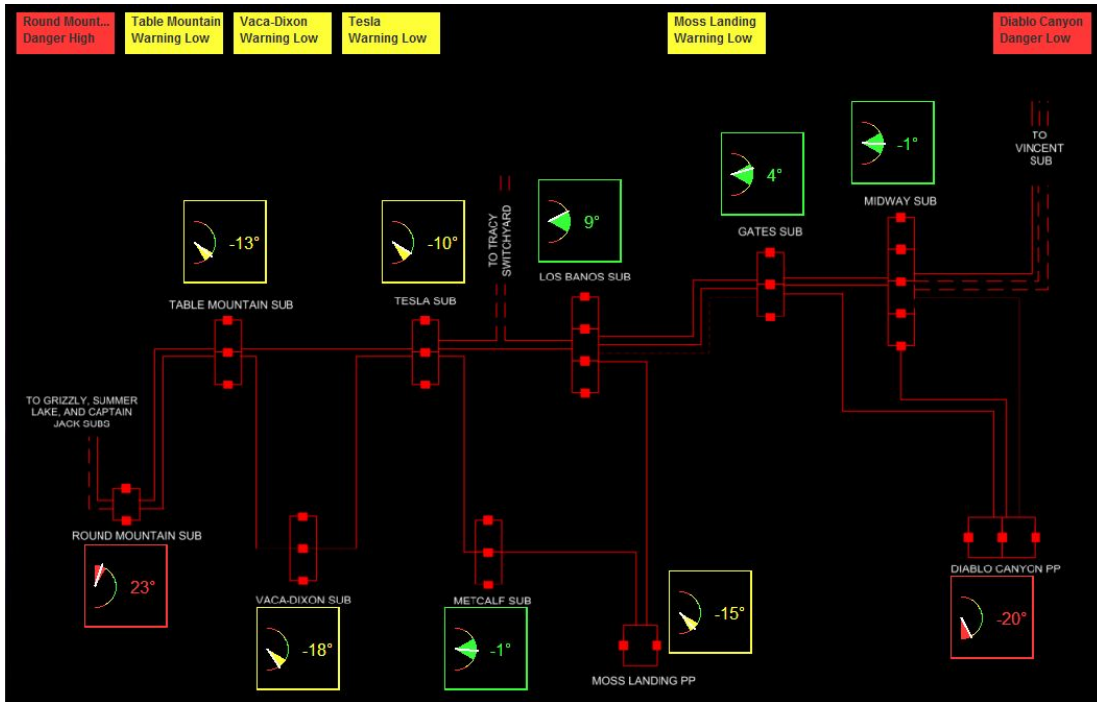 Round Mount...
Danger High
Table Mountain
Warning Low
Vaca-Dixon
Warning Low
Tesla
Warning Low
Moss Landing
Warning Low
Diablo Canyon
Danger Low
TO
VINCENT
SUB
-1°
MIDWAY SUB
4°
GATES SUB
9°
LOS BANOS SUB
TO TRACY
SWITCHYARD
-10°
TESLA SUB
-13°
TABLE MOUNTAIN SUB
TO GRIZZLY, SUMMER
LAKE, AND CAPTAIN
JACK SUBS
ROUND MOUNTAIN SUB
23°
VACA-DIXON SUB
-18°
METCALF SUB
-1°
-15°
MOSS LANDING PP
DIABLO CANYON PP
-20°